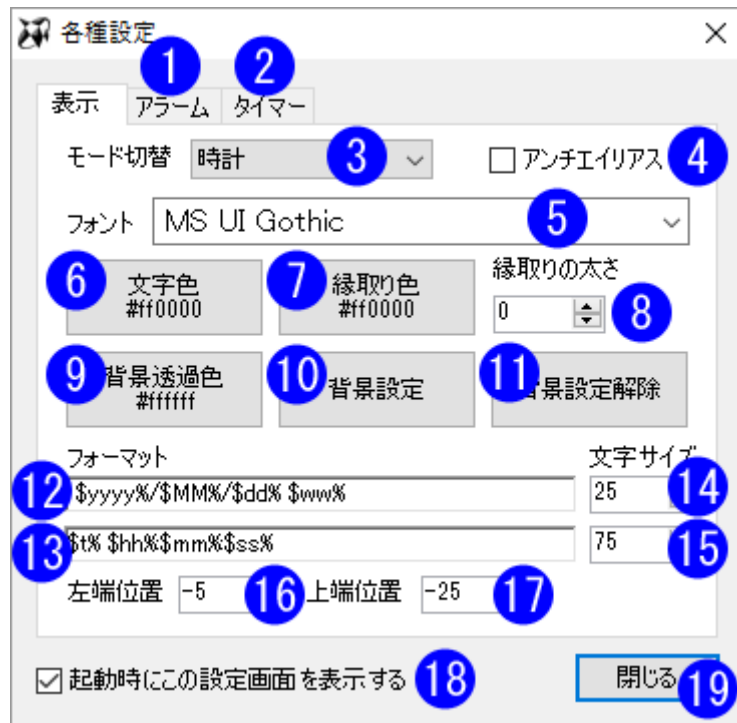 各種設定
1 2
表示 アラーム タイマー
モード切替 時計 3 アンチエイリアス 4
フォント MS UI Gothic 5
6 文字色 #ff0000
7 縁取り色 #ff0000
縁取りの太さ
0 8
9 背景透過色 #ffffff
10 背景設定
11 背景設定解除
フォーマット 文字サイズ
12 $yyyy%/$MM%/$dd% $ww% 25 14
13 $t% $hh%$mm%$ss% 75 15
左端位置 -5 16 上端位置 -25 17
起動時にこの設定画面を表示する 18 閉じる 19